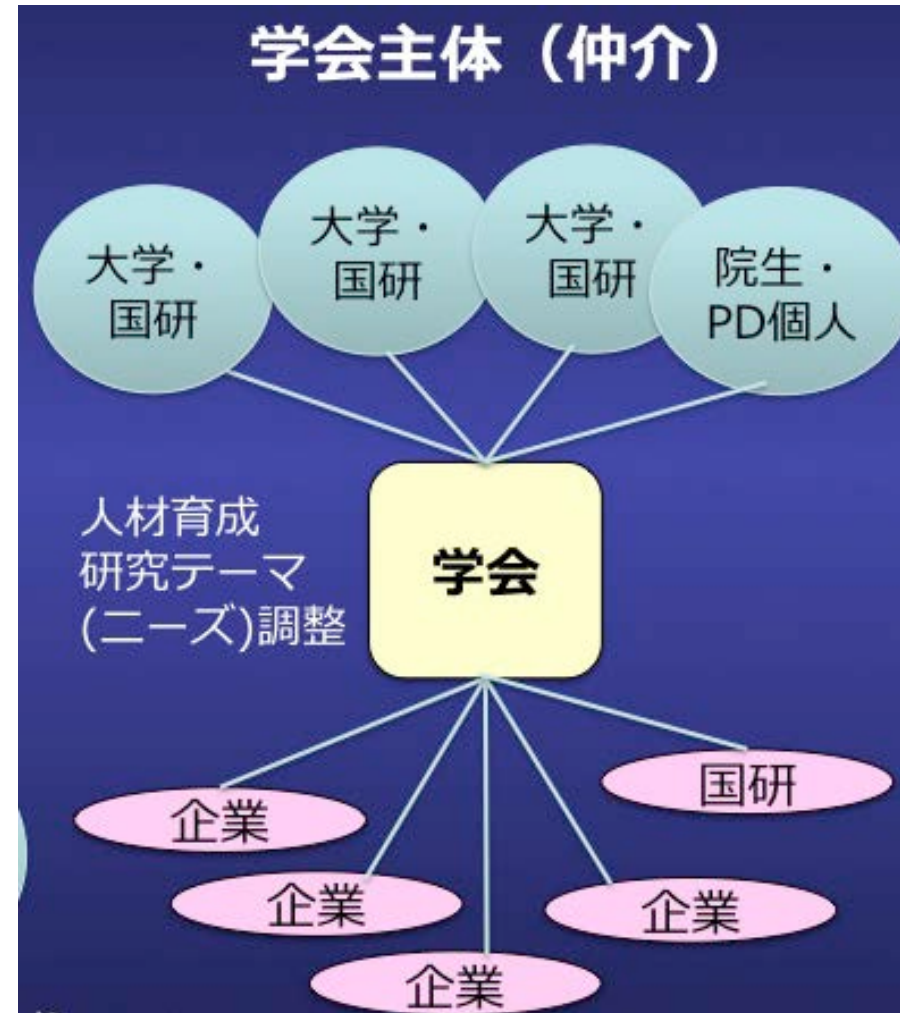 学会主体（仲介）
大学・
国研
大学・
国研
大学・
国研
院生・
PD個人
人材育成
研究テーマ
(ニーズ)調整
学会
企業
国研
企業
企業
企業